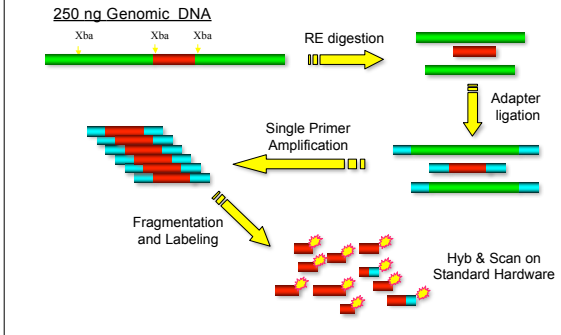 250 ng Genomic DNA
Xba
Xba
Xba
RE digestion
Adapter
ligation
Single Primer
Amplification
Fragmentation
and Labeling
Hyb & Scan on
Standard Hardware